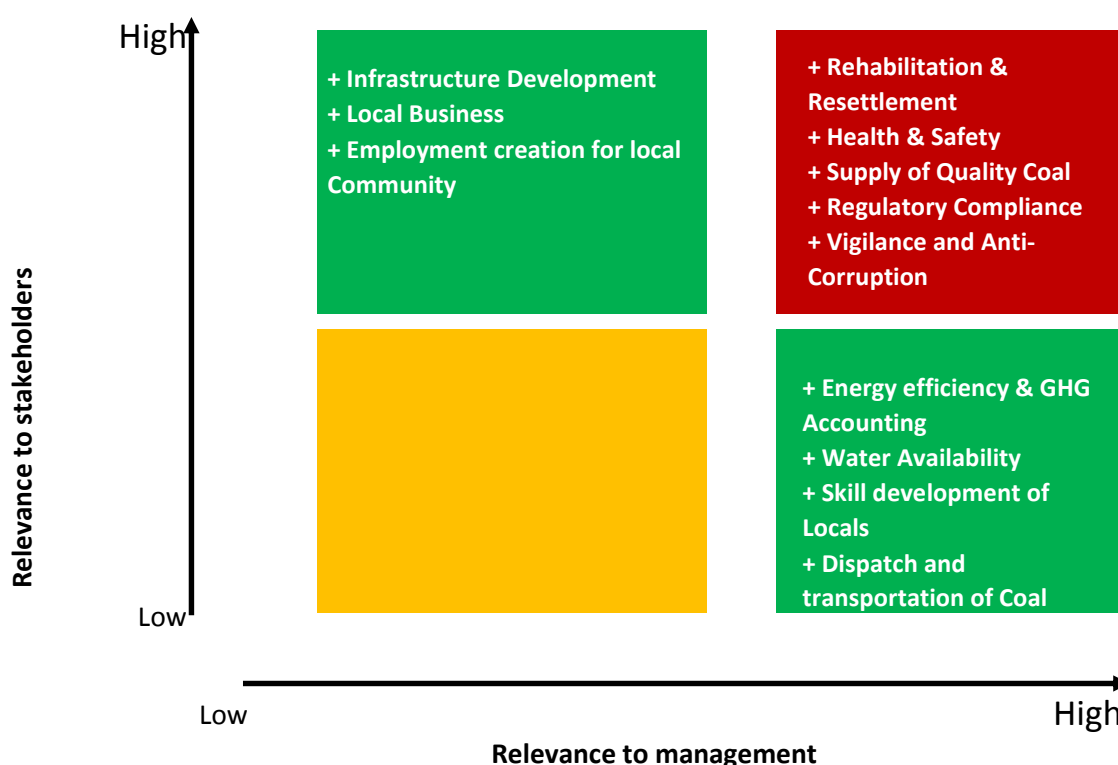 High
+ Infrastructure Development
+ Local Business
+ Employment creation for local
Community
+ Rehabilitation &
Resettlement
+ Health & Safety
+ Supply of Quality Coal
+ Regulatory Compliance
+ Vigilance and Anti-
Corruption
Relevance to stakeholders
+ Energy efficiency & GHG
Accounting
+ Water Availability
+ Skill development of
Locals
+ Dispatch and
transportation of Coal
Low
Low
High
Relevance to management